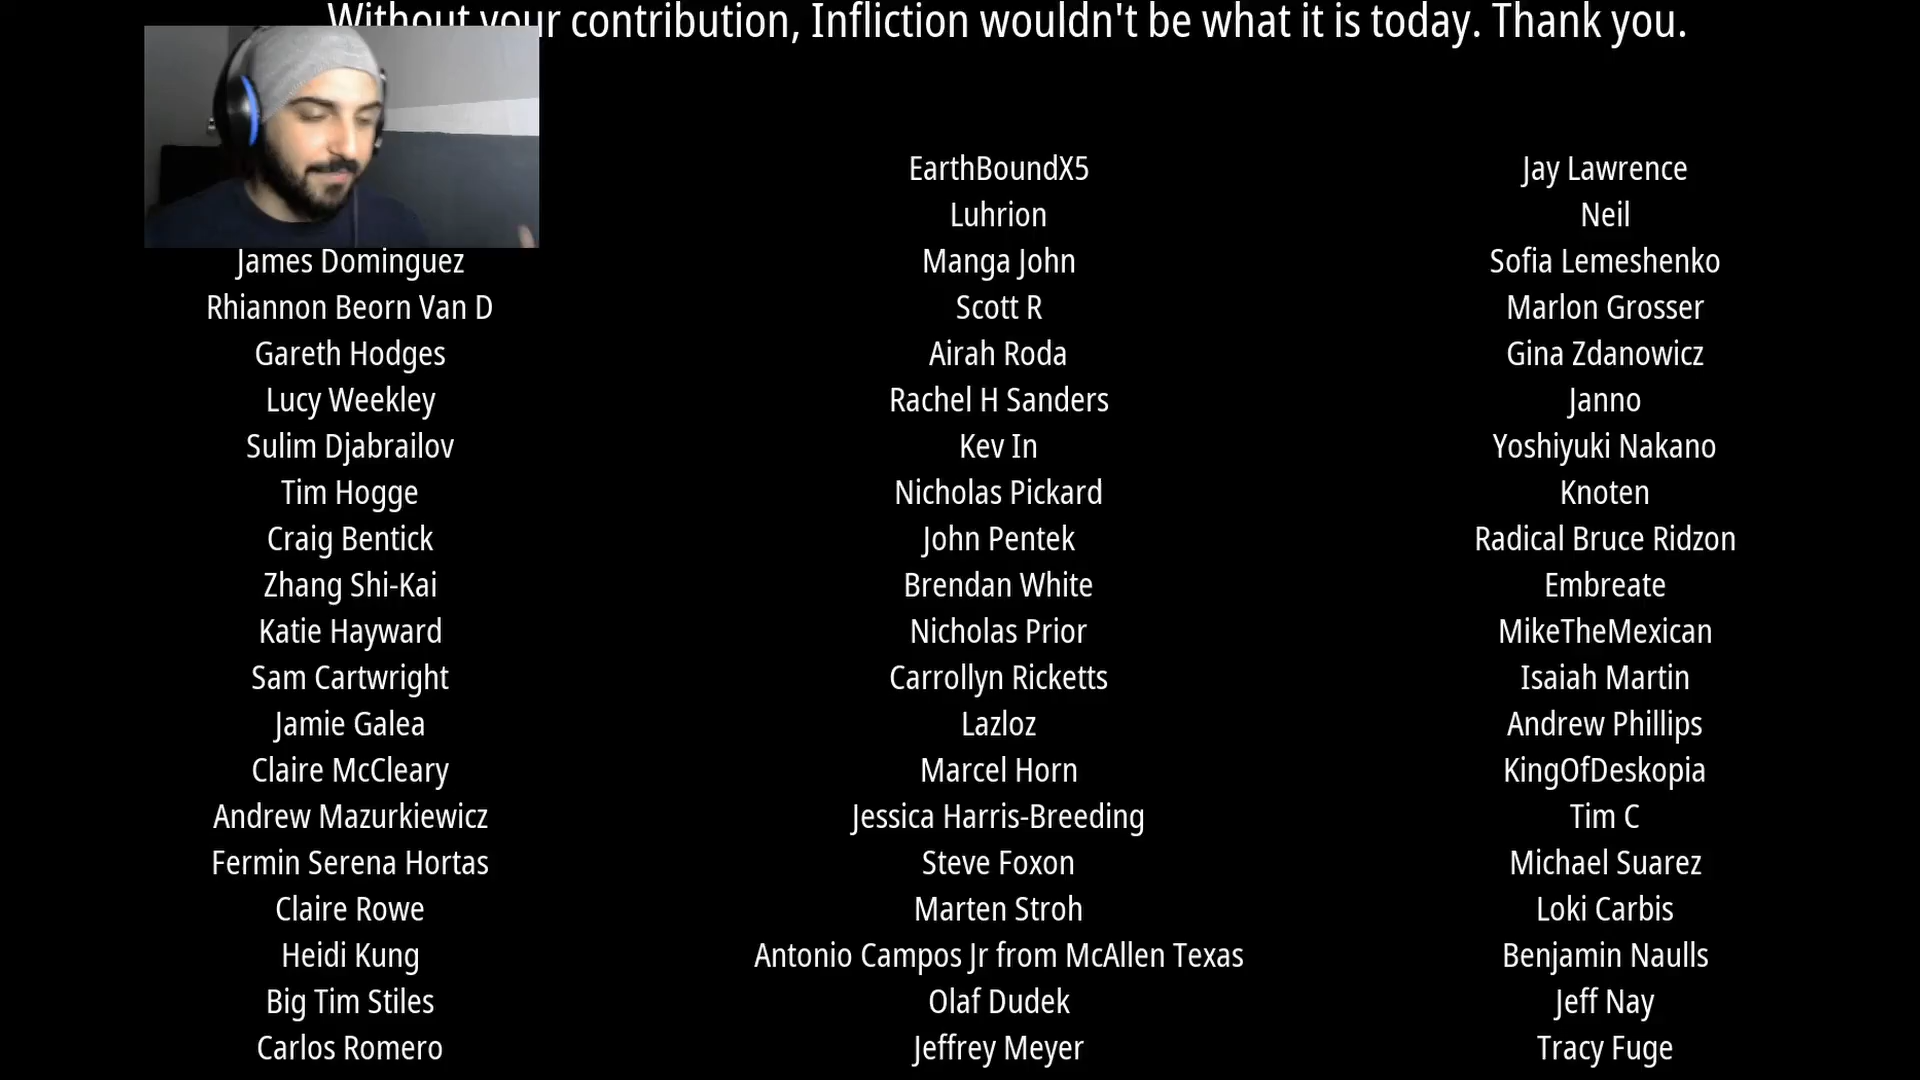 Without your contribution, Infliction wouldn't be what it is today. Thank you.
EarthBoundX5
Jay Lawrence
Luhrion
Neil
James Dominguez
Manga John
Sofia Lemeshenko
Rhiannon Beorn Van D
Scott R
Marlon Grosser
Gareth Hodges
Airah Roda
Gina Zdanowicz
Lucy Weekley
Rachel H Sanders
Janno
Sulim Djabrailov
Kev In
Yoshiyuki Nakano
Tim Hogge
Nicholas Pickard
Knoten
Craig Bentick
John Pentek
Radical Bruce Ridzon
Zhang Shi-Kai
Brendan White
Embreate
Katie Hayward
Nicholas Prior
MikeTheMexican
Sam Cartwright
Carrollyn Ricketts
Isaiah Martin
Jamie Galea
Lazloz
Andrew Phillips
Claire McCleary
Marcel Horn
KingOfDeskopia
Andrew Mazurkiewicz
Jessica Harris-Breeding
Tim C
Fermin Serena Hortas
Steve Foxon
Michael Suarez
Claire Rowe
Marten Stroh
Loki Carbis
Heidi Kung
Antonio Campos Jr from McAllen Texas
Benjamin Naulls
Big Tim Stiles
Olaf Dudek
Jeff Nay
Carlos Romero
Jeffrey Meyer
Tracy Fuge